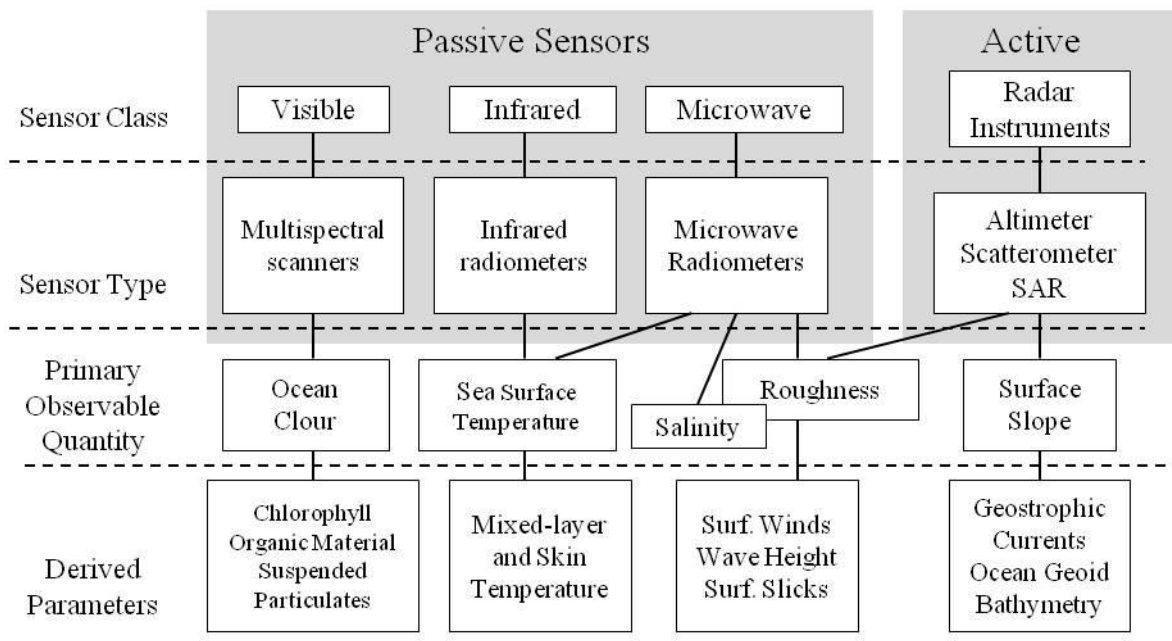 Passive Sensors
Active
Sensor Class
Visible
Infrared
Microwave
Radar
Instruments
Sensor Type
Multispectral
scanners
Infrared
radiometers
Microwave
Radiometers
Altimeter
Scatterometer
SAR
Primary
Observable
Quantity
Ocean
Clour
Sea Surface
Temperature
Salinity
Roughness
Surface
Slope
Derived
Parameters
Chlorophyll
Organic Material
Suspended
Particulates
Mixed-layer
and Skin
Temperature
Surf. Winds
Wave Height
Surf. Slicks
Geostrophic
Currents
Ocean Geoid
Bathymetry